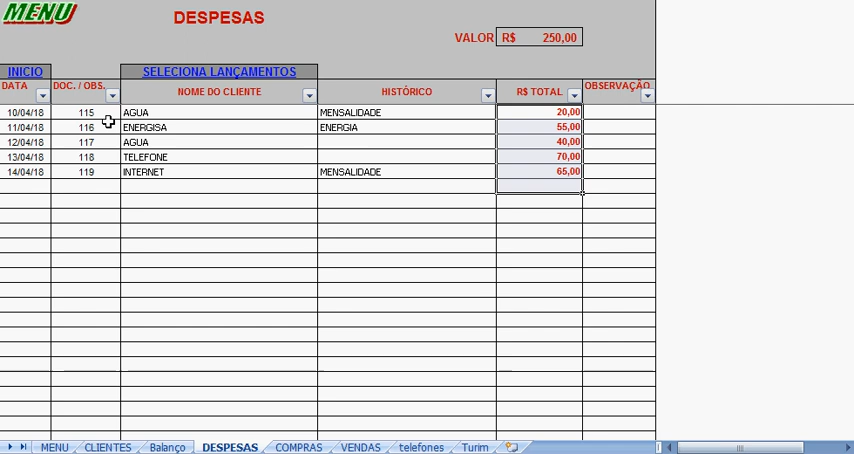 MENU
DESPESAS
VALOR R$ 250,00
INICIO SELECIONA LANÇAMENTOS
DATA DOC. / OBS. NOME DO CLIENTE HISTÓRICO R$ TOTAL OBSERVAÇÃO
10/04/18 115 AGUA MENSALIDADE 20,00
11/04/18 116 ENERGISA ENERGIA 55,00
12/04/18 117 AGUA 40,00
13/04/18 118 TELEFONE 70,00
14/04/18 119 INTERNET MENSALIDADE 65,00
MENU CLIENTES Balanço DESPESAS COMPRAS VENDAS telefones Turim